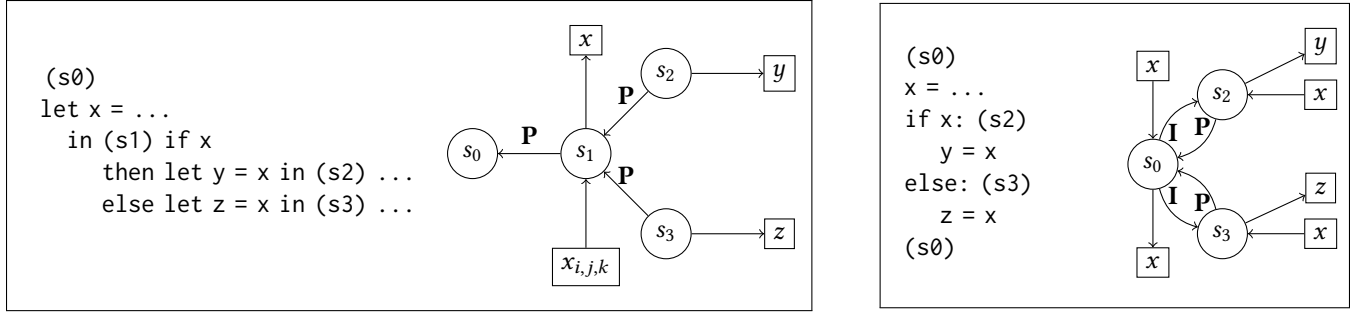 (s0)
let x = ...
in (s1) if x
then let y = x in (s2) ...
else let z = x in (s3) ...
x
s2
y
P
P
s0
s1
P
s3
z
xi,j,k
(s0)
x = ...
if x: (s2)
y = x
else: (s3)
z = x
(s0)
y
x
s2
x
I
P
s0
I
P
z
s3
x
x